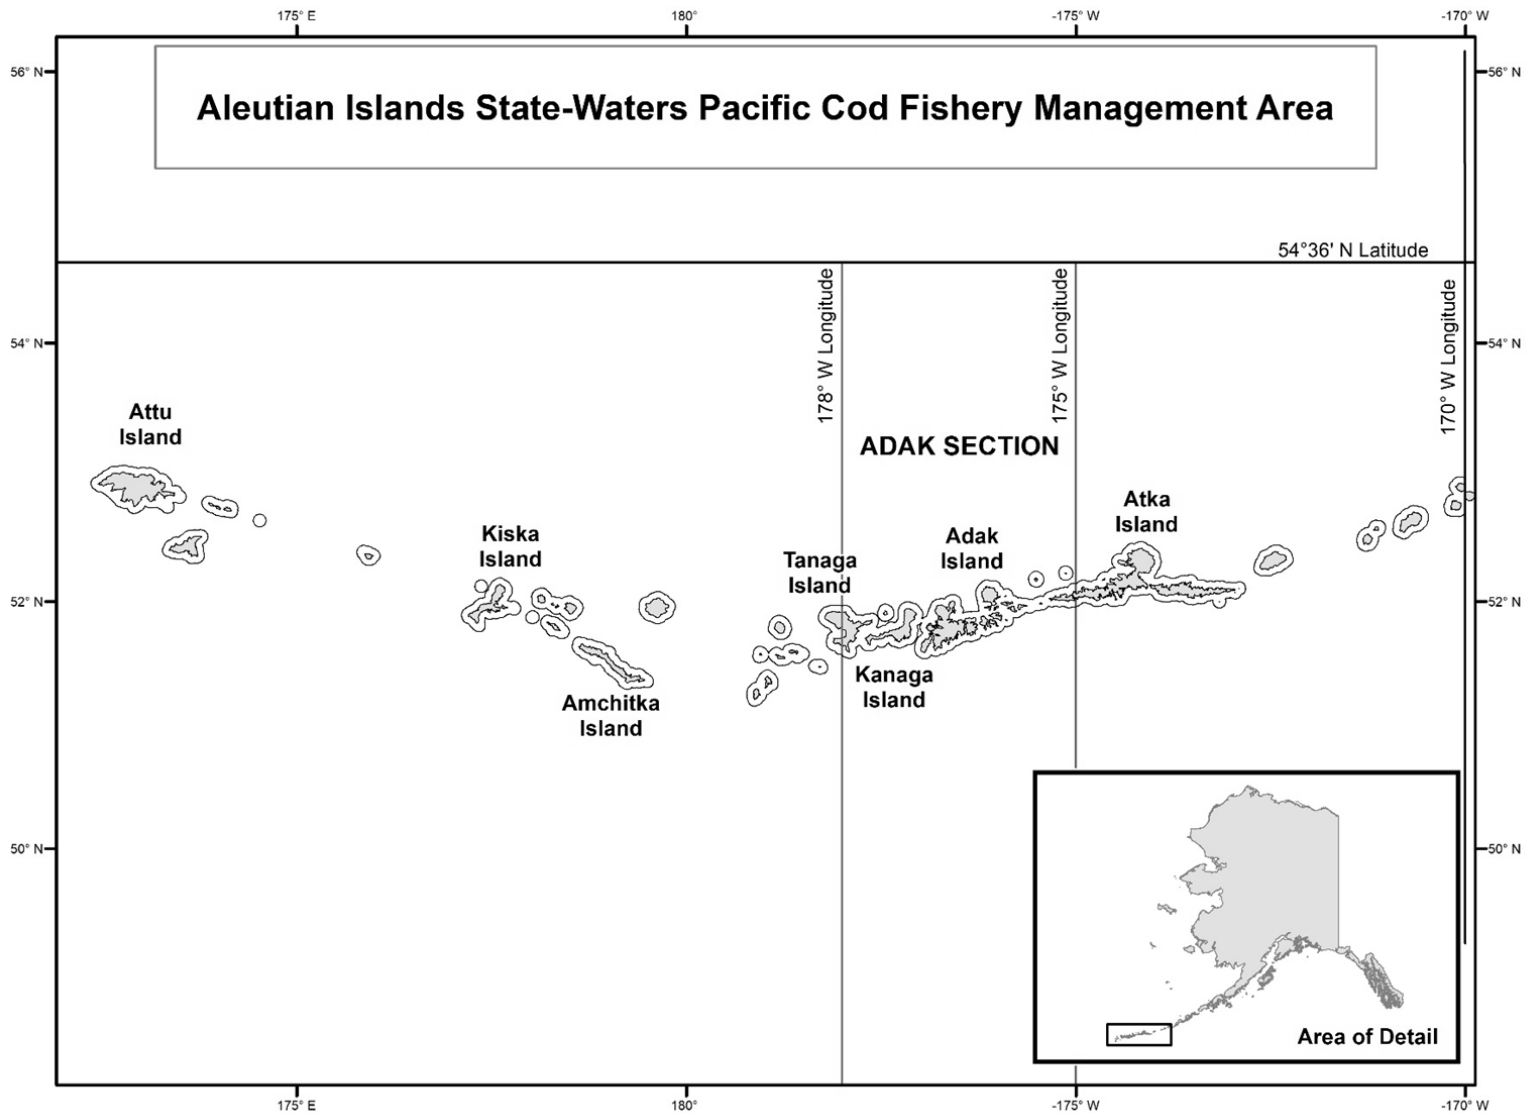 175° E
180°
-175° W
-170° W
56° N
56° N
Aleutian Islands State-Waters Pacific Cod Fishery Management Area
54°36' N Latitude
178° W Longitude
175° W Longitude
170° W Longitude
54° N
54° N
Attu
Island
ADAK SECTION
Atka
Island
Kiska
Island
Adak
Island
Tanaga
Island
52° N
52° N
Kanaga
Island
Amchitka
Island
50° N
50° N
Area of Detail
175° E
180°
-175° W
-170° W